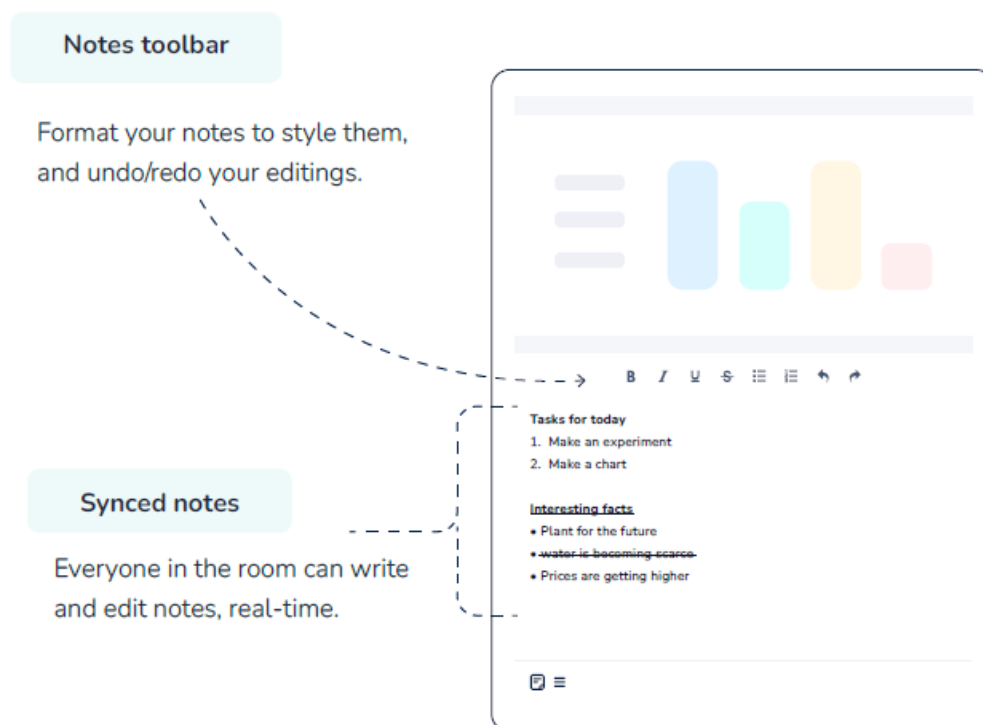 Notes toolbar
Format your notes to style them,
and undo/redo your editings.
B I U S
Tasks for today
1. Make an experiment
2. Make a chart
Interesting facts
• Plant for the future
• water is becoming scarce
• Prices are getting higher
Synced notes
Everyone in the room can write
and edit notes, real-time.